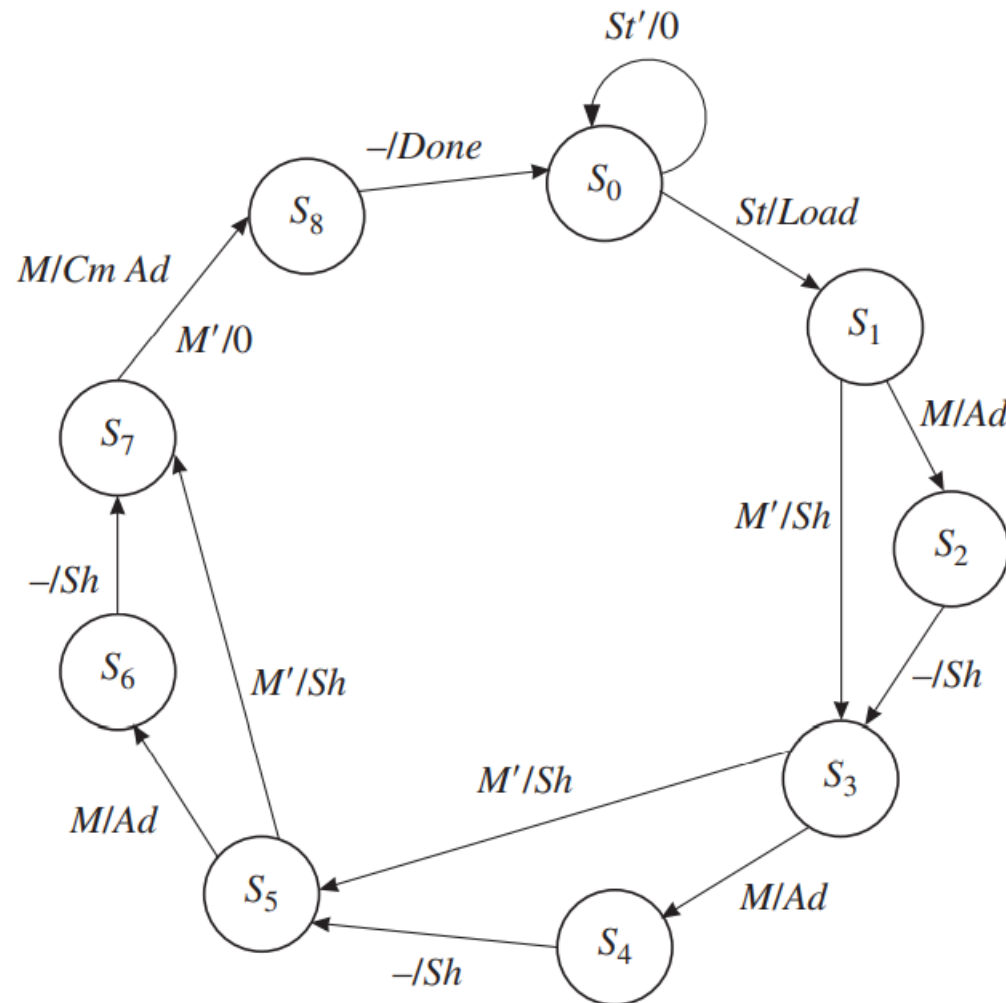 St′/0
–/Done
S0
S8
St/Load
M/Cm Ad
S1
M′/0
M/Ad
S7
M′/Sh
S2
–/Sh
S6
M′/Sh
–/Sh
M′/Sh
S3
M/Ad
S5
M/Ad
S4
–/Sh